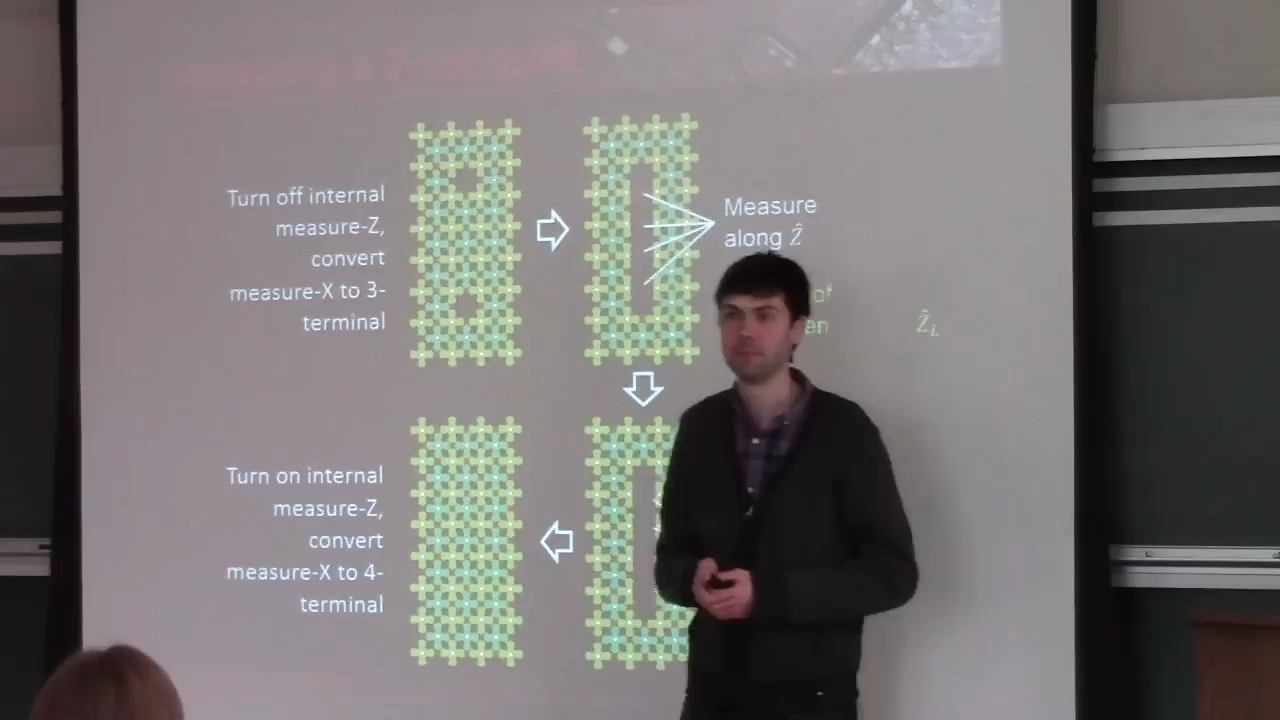 Turn off internal
measure-Z,
convert
measure-X to 3-
terminal
Measure
along Ẑ
of
Ẑ_L
Turn on internal
measure-Z,
convert
measure-X to 4-
terminal